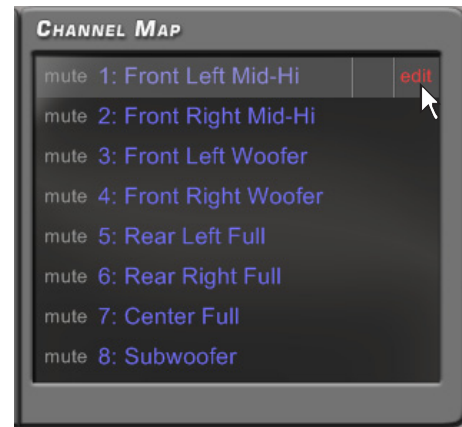 Channel Map
mute 1: Front Left Mid-Hi edit
mute 2: Front Right Mid-Hi
mute 3: Front Left Woofer
mute 4: Front Right Woofer
mute 5: Rear Left Full
mute 6: Rear Right Full
mute 7: Center Full
mute 8: Subwoofer